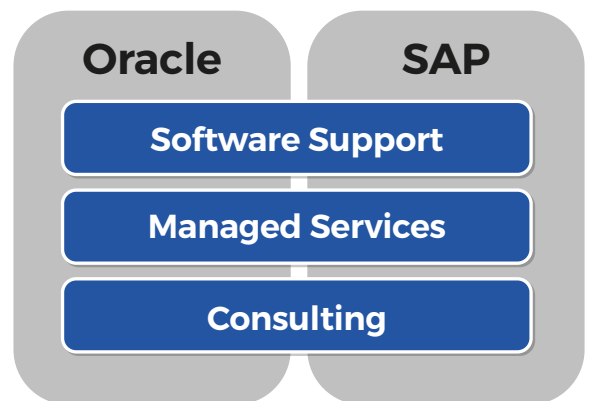 Oracle SAP
Software Support
Managed Services
Consulting